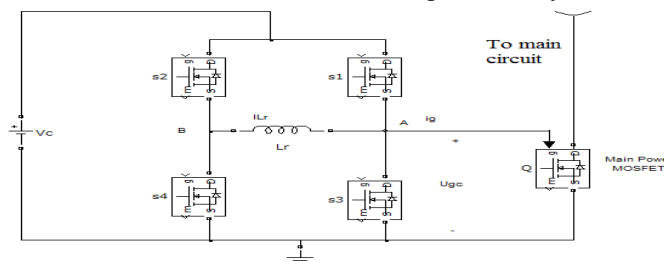 To main
circuit
s2
s1
g
D
m
S
g
D
m
S
Vc
+
B
iLr
Lr
A
ig
+
s4
s3
g
D
m
S
g
D
m
S
Ugc
-
Q
g
D
m
S
Main Power
MOSFET